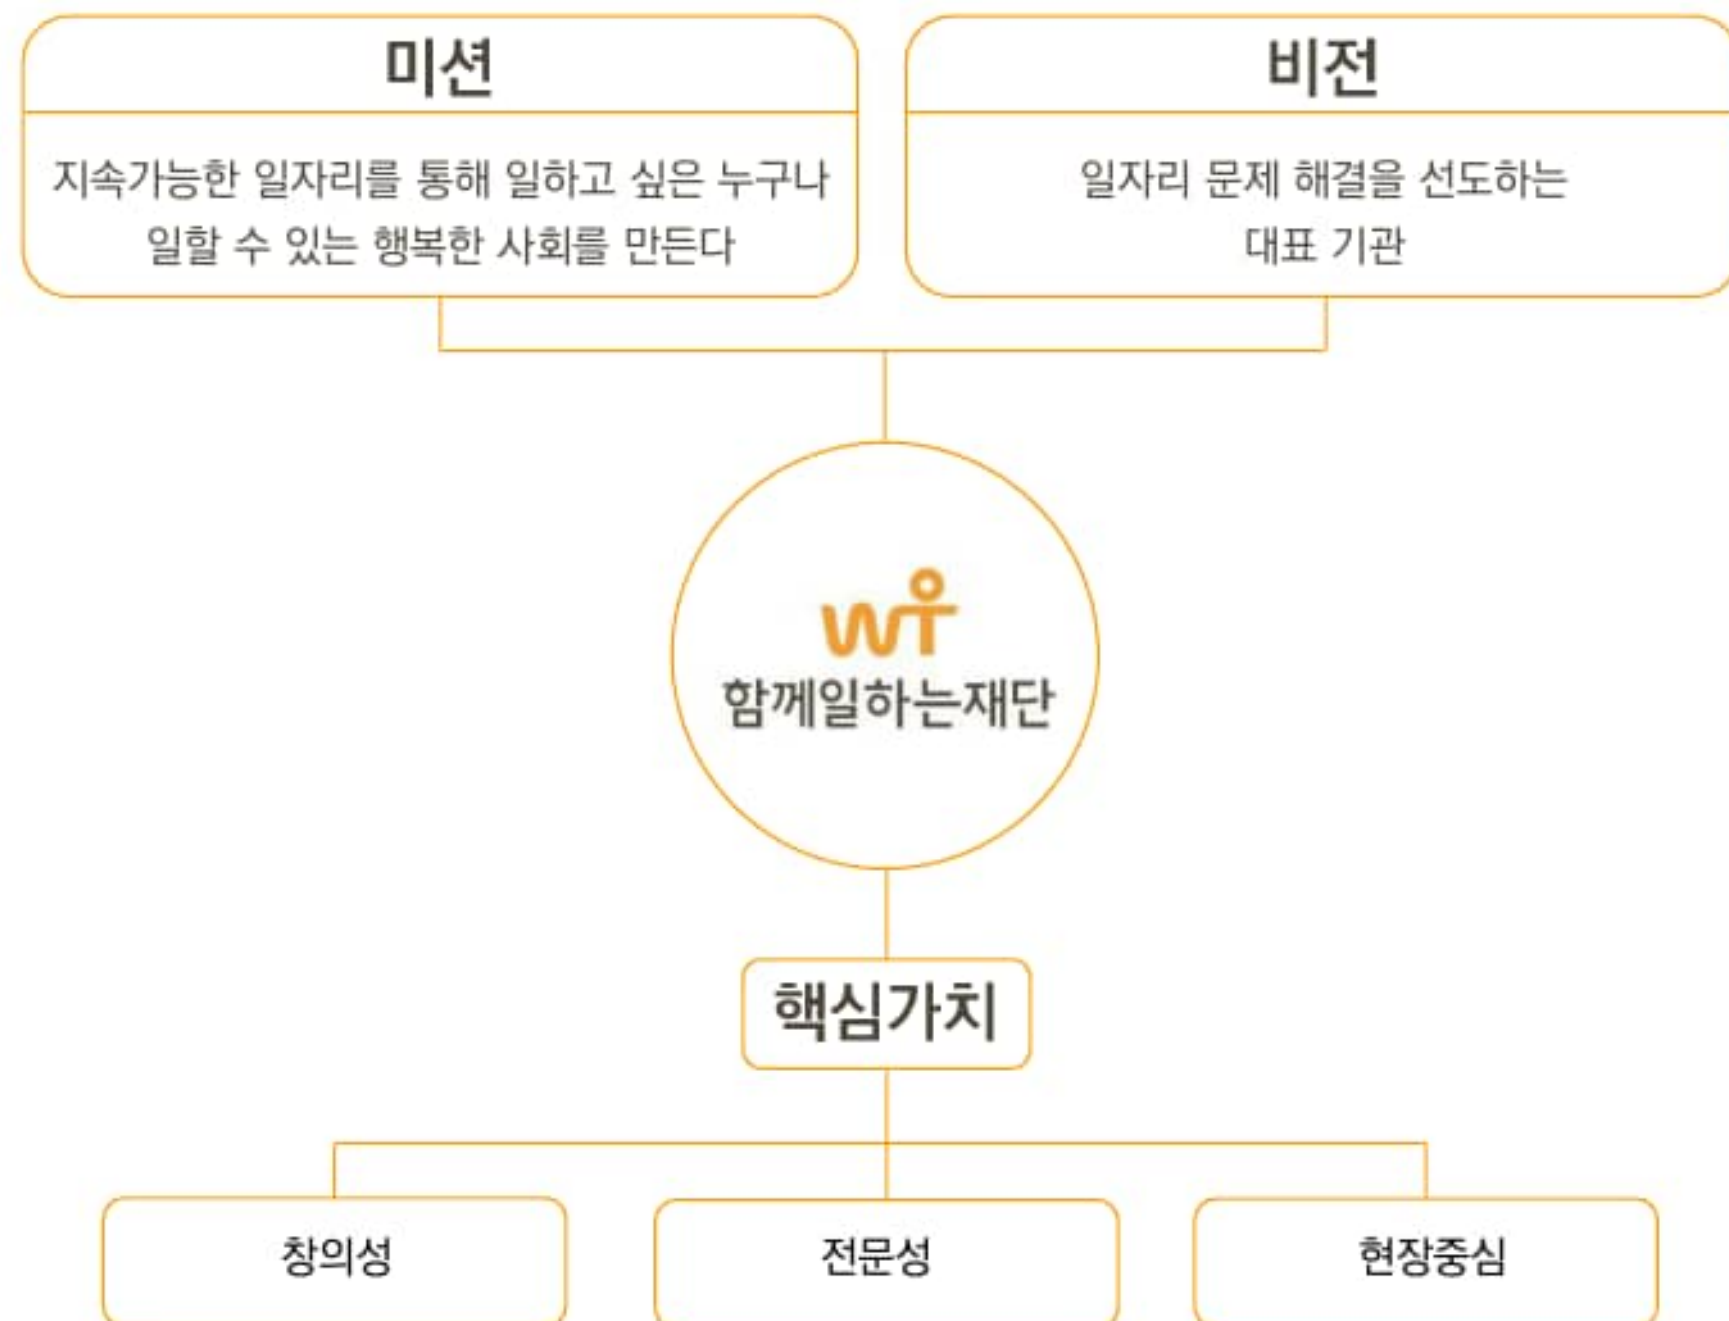 미션
지속가능한 일자리를 통해 일하고 싶은 누구나
일할 수 있는 행복한 사회를 만든다
비전
일자리 문제 해결을 선도하는
대표 기관
WT
함께일하는재단
핵심가치
창의성
전문성
현장중심